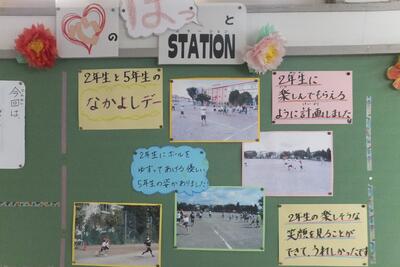 の
ほっ
と
STATION
2年生と5年生の
なかよしデー
2年生に
楽しんでもらえる
ように計画しました
2年生にボールを
ゆずってあげる優しい
5年生の姿がありました
2年生の楽しそうな
笑顔を見ることが
できて、うれしかったです
今回は、